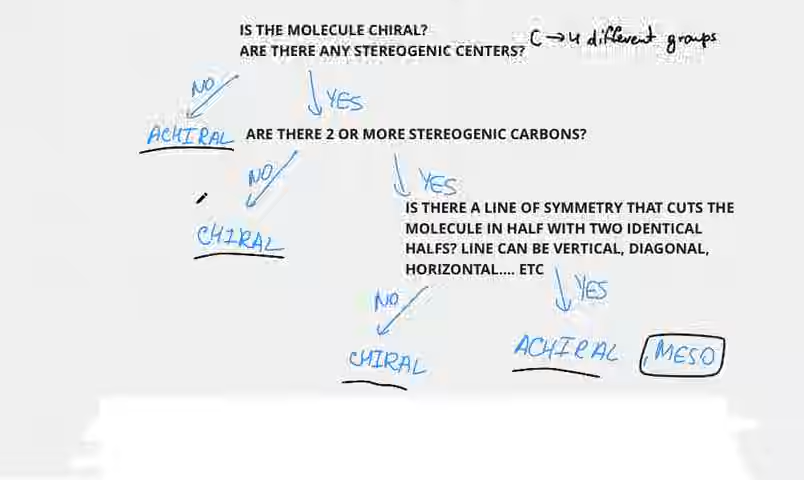 IS THE MOLECULE CHIRAL?
ARE THERE ANY STEREOGENIC CENTERS? C → 4 different groups
NO YES
ACHIRAL ARE THERE 2 OR MORE STEREOGENIC CARBONS?
NO YES
IS THERE A LINE OF SYMMETRY THAT CUTS THE
CHIRAL MOLECULE IN HALF WITH TWO IDENTICAL
HALFS? LINE CAN BE VERTICAL, DIAGONAL,
HORIZONTAL.... ETC
NO YES
CHIRAL ACHIRAL, MESO